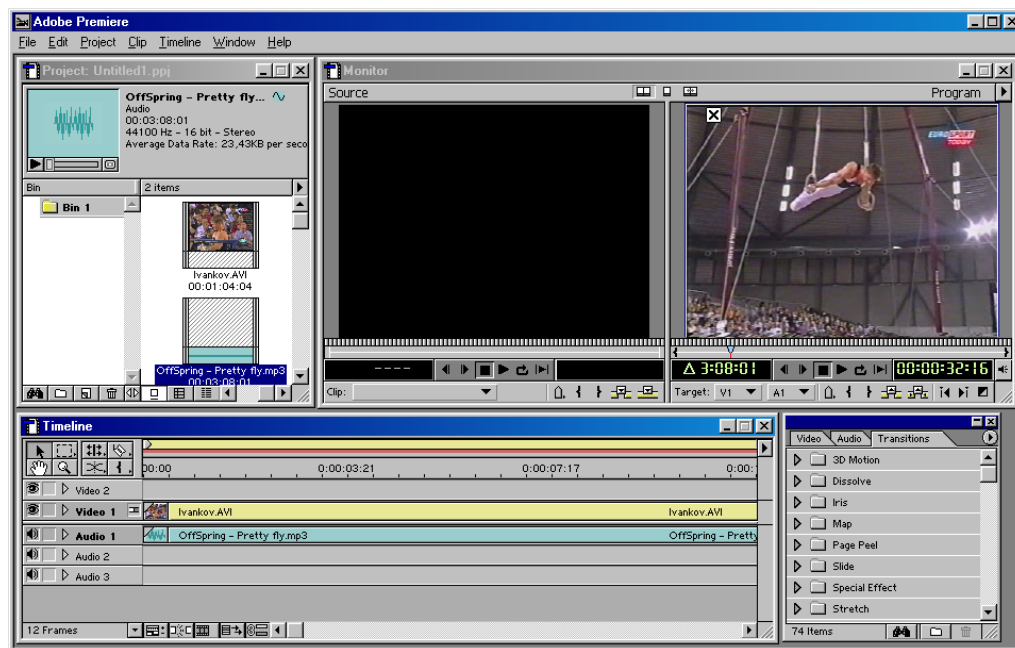 Adobe Premiere
File Edit Project Clip Timeline Window Help
Project: Untitled1.ppj
OffSpring - Pretty fly...
Audio
00:03:08:01
44100 Hz - 16 bit - Stereo
Average Data Rate: 23,43KB per seco
Bin
2 items
Bin 1
Ivankov.AVI
00:01:04:04
OffSpring - Pretty fly.mp3
00:03:08:01
Monitor
Source
Program
EUROSPORT
TODAY
----
Δ 3:08:01
00:00:32:16
Clip:
Target: V1 A1
Timeline
00:00 0:00:03:21 0:00:07:17 0:00:
Video 2
Video 1 Ivankov.AVI Ivankov.AVI
Audio 1 OffSpring - Pretty fly.mp3 OffSpring - Pretty
Audio 2
Audio 3
12 Frames
Video Audio Transitions
3D Motion
Dissolve
Iris
Map
Page Peel
Slide
Special Effect
Stretch
74 Items